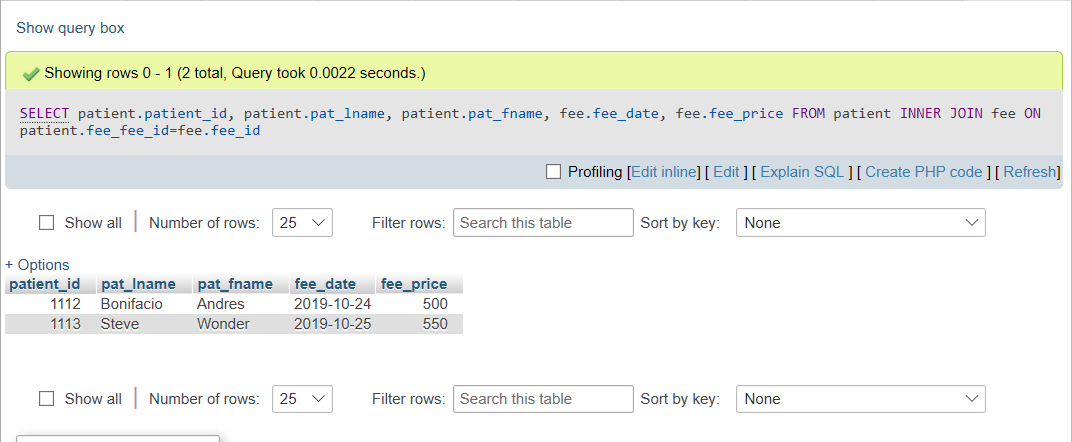 Show query box
Showing rows 0 - 1 (2 total, Query took 0.0022 seconds.)
SELECT patient.patient_id, patient.pat_lname, patient.pat_fname, fee.fee_date, fee.fee_price FROM patient INNER JOIN fee ON
patient.fee_fee_id=fee.fee_id
Profiling [Edit inline] [ Edit ] [ Explain SQL ] [ Create PHP code ] [ Refresh]
Show all | Number of rows: 25 Filter rows: Search this table Sort by key: None
+ Options
patient_id pat_lname pat_fname fee_date fee_price
1112 Bonifacio Andres 2019-10-24 500
1113 Steve Wonder 2019-10-25 550
Show all | Number of rows: 25 Filter rows: Search this table Sort by key: None